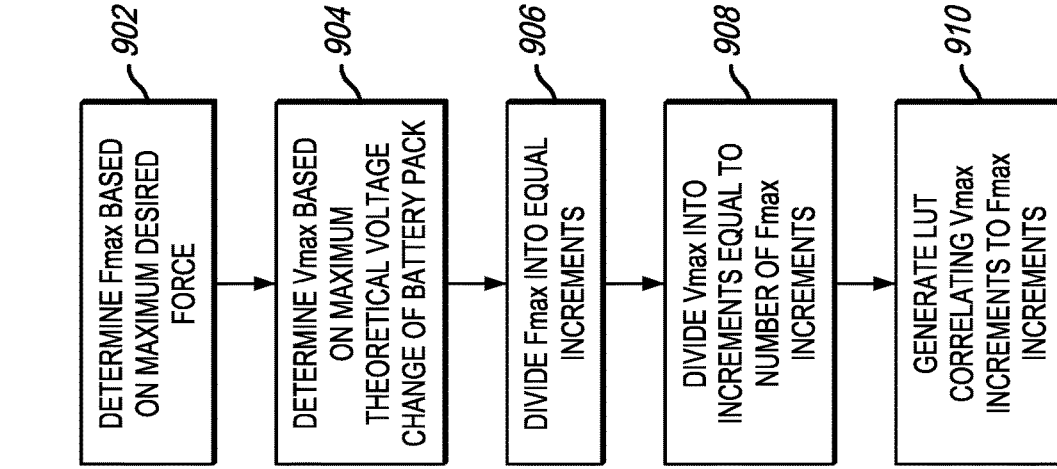 902
DETERMINE Fmax BASED
ON MAXIMUM DESIRED
FORCE
904
DETERMINE Vmax BASED
ON MAXIMUM
THEORETICAL VOLTAGE
CHANGE OF BATTERY PACK
906
DIVIDE Fmax INTO EQUAL
INCREMENTS
908
DIVIDE Vmax INTO
INCREMENTS EQUAL TO
NUMBER OF Fmax
INCREMENTS
910
GENERATE LUT
CORRELATING Vmax
INCREMENTS TO Fmax
INCREMENTS